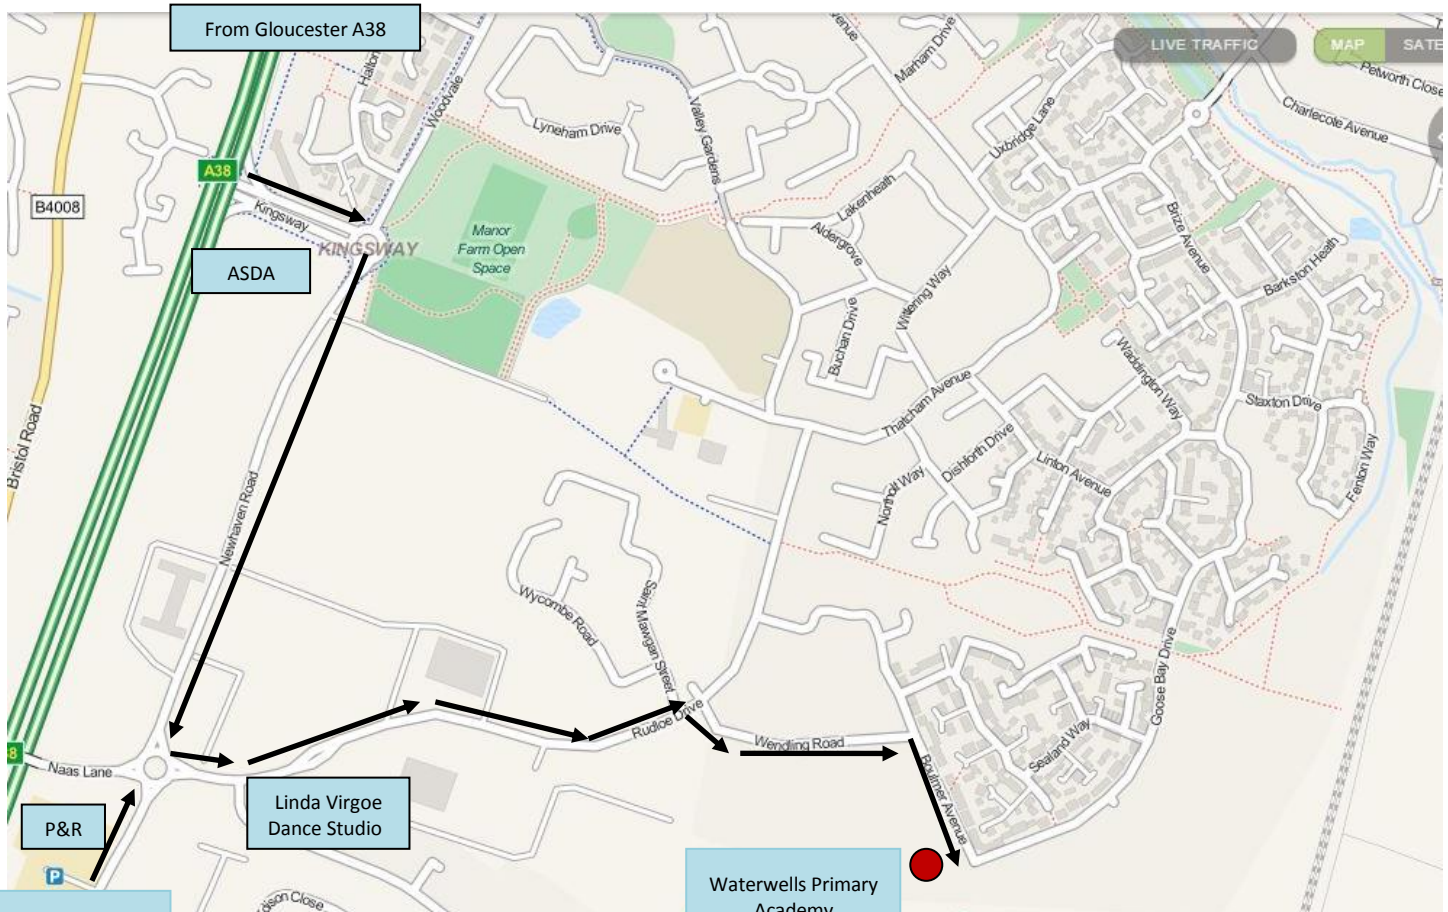 From Gloucester A38
LIVE TRAFFIC
MAP
SATE
Petworth Close
Charlecote Avenue
Halton
Woodvale
Lyneham Drive
Valley Gardens
Avenue
Marham Drive
Uxbridge Lane
A38
B4008
Kingsway
KINGSWAY
ASDA
Manor
Farm Open
Space
Lakenheath
Aldergrove
Wittering Way
Buchan Drive
Brize Avenue
Barkston Heath
Waddington Way
Staxton Drive
Fenton Way
Thatcham Avenue
Dishforth Drive
Northolt Way
Linton Avenue
Bristol Road
Newhaven Road
Wycombe Road
Saint Mawgan Street
Rudloe Drive
Wendling Road
Boulmer Avenue
Sealand Way
Goose Bay Drive
8
Naas Lane
P&R
P
Linda Virgoe
Dance Studio
Waterwells Primary
Academy
dison Close